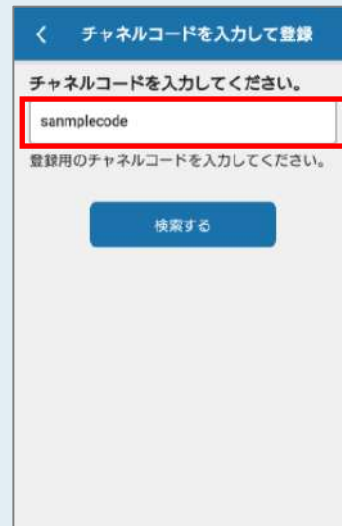 チャネルコードを入力して登録
チャネルコードを入力してください。
sanmplecode
登録用のチャネルコードを入力してください。
検索する